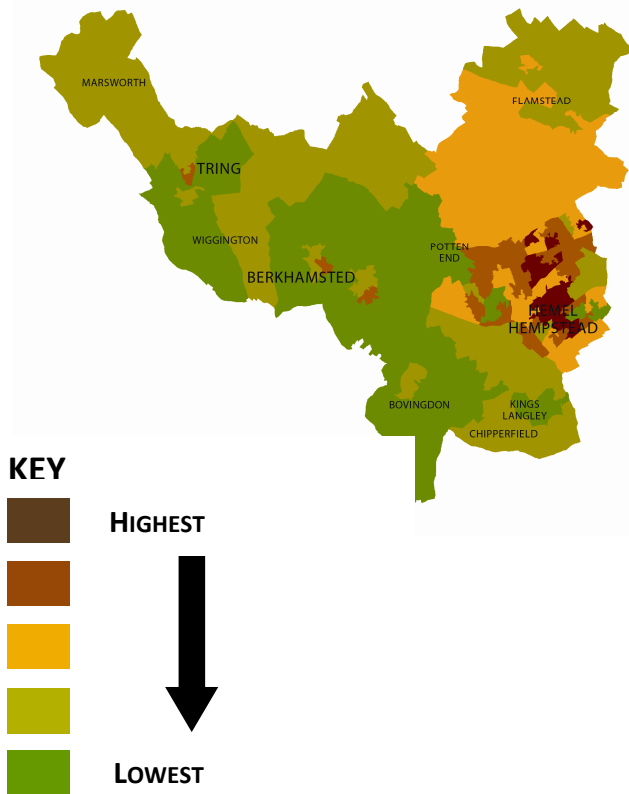 MARSWORTH
FLAMSTEAD
TRING
WIGGINGTON
POTTEN
END
BERKHAMSTED
HEMEL
HEMPSTEAD
BOVINGDON
KINGS
LANGLEY
CHIPPERFIELD
KEY
HIGHEST
LOWEST